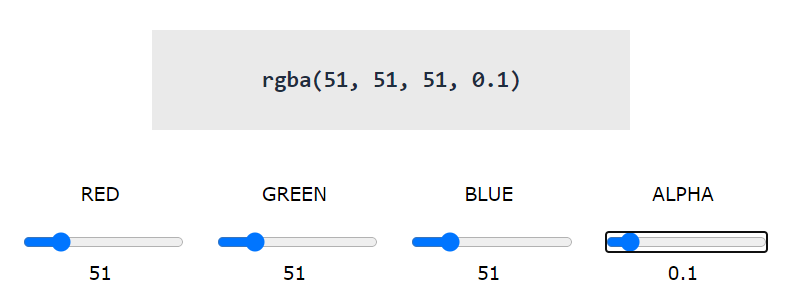 rgba(51, 51, 51, 0.1)
RED GREEN BLUE ALPHA
51 51 51 0.1